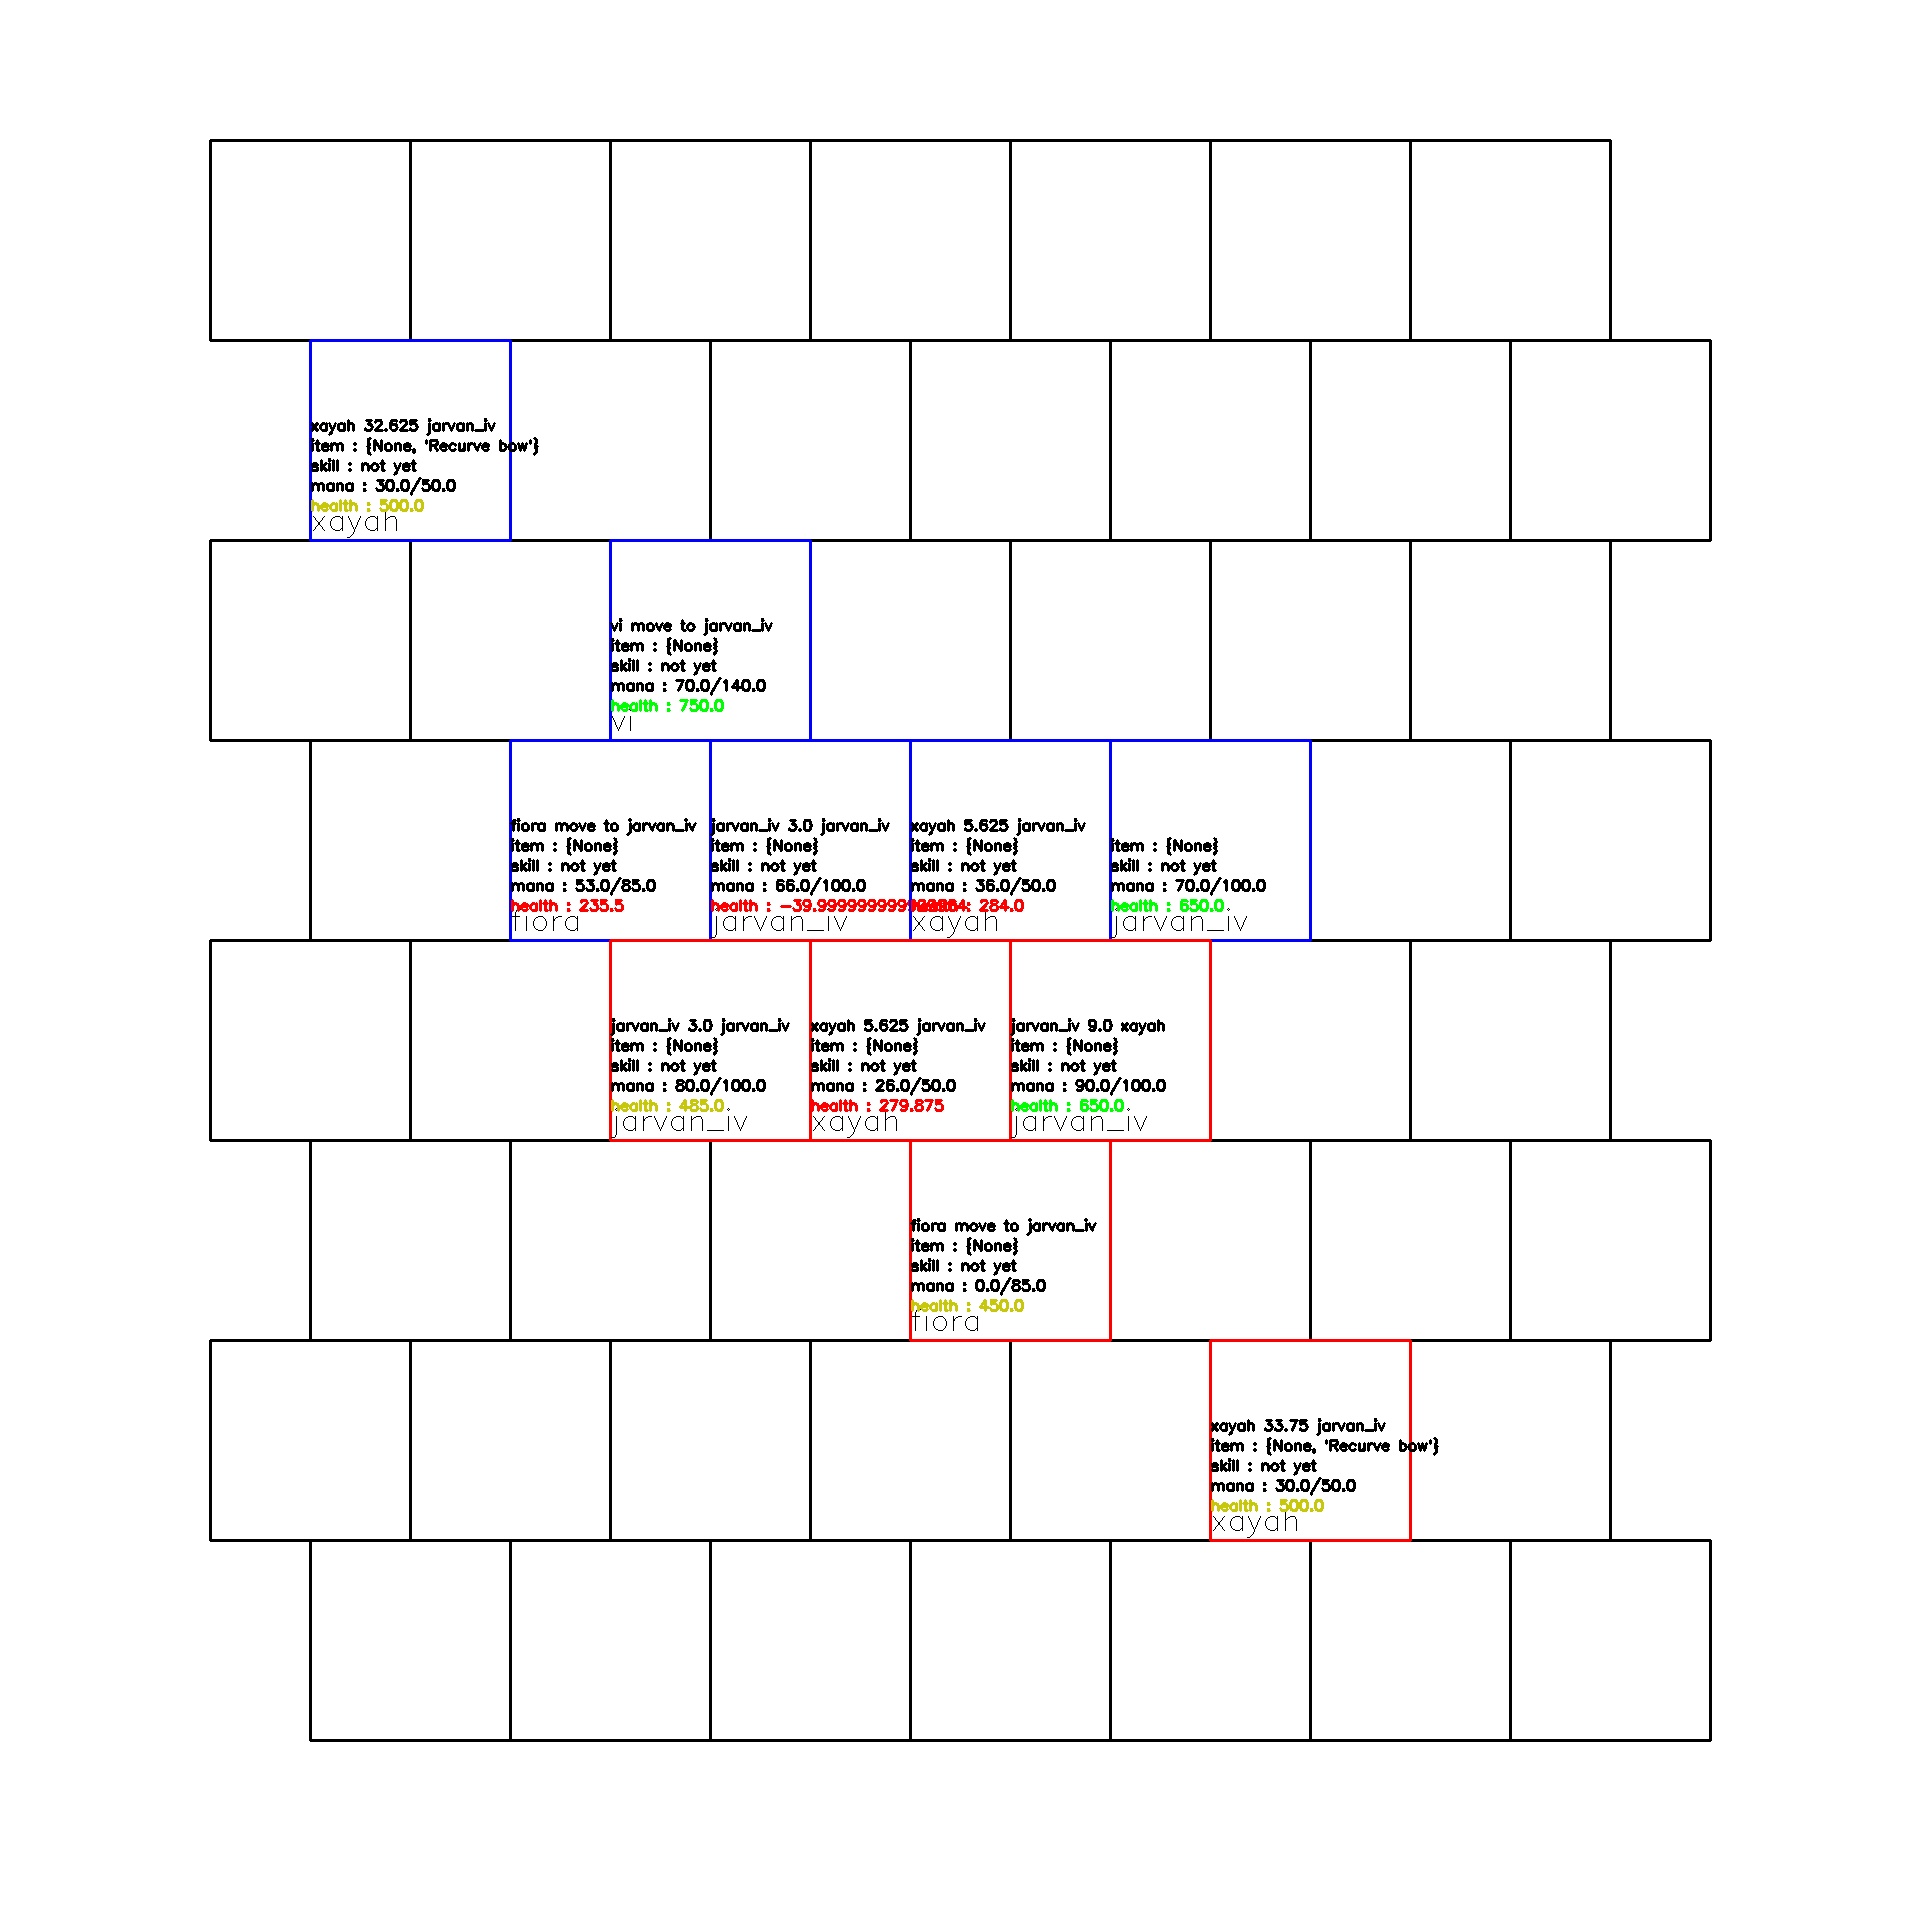 xayah 32.625 jarvan_iv
item : {None, 'Recurve bow'}
skill : not yet
mana : 30.0/50.0
health : 500.0
xayah
vi move to jarvan_iv
item : {None}
skill : not yet
mana : 70.0/140.0
health : 750.0
vi
fiora move to jarvan_iv
item : {None}
skill : not yet
mana : 53.0/85.0
health : 235.5
fiora
jarvan_iv 3.0 jarvan_iv
item : {None}
skill : not yet
mana : 66.0/100.0
health :
jarvan_iv
xayah 5.625 jarvan_iv
item : {None}
skill : not yet
mana : 36.0/50.0
health : 284.0
xayah
item : {None}
skill : not yet
mana : 70.0/100.0
health : 650.0
jarvan_iv
jarvan_iv 3.0 jarvan_iv
item : {None}
skill : not yet
mana : 80.0/100.0
health : 485.0
jarvan_iv
xayah 5.625 jarvan_iv
item : {None}
skill : not yet
mana : 26.0/50.0
health : 279.875
xayah
jarvan_iv 9.0 xayah
item : {None}
skill : not yet
mana : 90.0/100.0
health : 650.0
jarvan_iv
fiora move to jarvan_iv
item : {None}
skill : not yet
mana : 0.0/85.0
health : 450.0
fiora
xayah 33.75 jarvan_iv
item : {None, 'Recurve bow'}
skill : not yet
mana : 30.0/50.0
health : 500.0
xayah